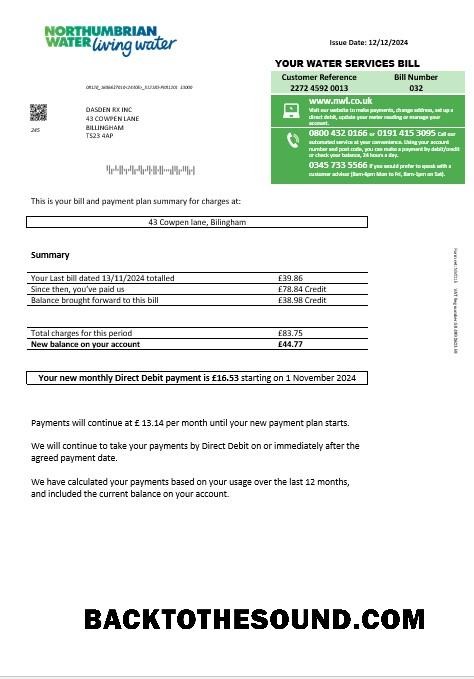 NORTHUMBRIAN
WATER living water
Issue Date: 12/12/2024
YOUR WATER SERVICES BILL
Customer Reference Bill Number
2272 4592 0013 032
www.nwl.co.uk
Visit our website to make payments, change address, set up a
direct debit, update your meter reading or manage your
account.
0800 432 0166 or 0191 415 3095 Call our
automated service at your convenience. Using your account
number and post code, you can make a payment by debit/credit
or check your balance, 24 hours a day.
0345 733 5566 If you would prefer to speak with a
customer advisor (8am-8pm Mon to Fri, 8am-1pm on Sat).
245
DASDEN RX INC
43 COWPEN LANE
BILLINGHAM
TS23 4AP
This is your bill and payment plan summary for charges at:
43 Cowpen lane, Bilingham
Summary
Your Last bill dated 13/11/2024 totalled £39.86
Since then, you've paid us £78.84 Credit
Balance brought forward to this bill £38.98 Credit
Total charges for this period £83.75
New balance on your account £44.77
Your new monthly Direct Debit payment is £16.53 starting on 1 November 2024
Payments will continue at £ 13.14 per month until your new payment plan starts.
We will continue to take your payments by Direct Debit on or immediately after the
agreed payment date.
We have calculated your payments based on your usage over the last 12 months,
and included the current balance on your account.
BACKTOTHESOUND.COM